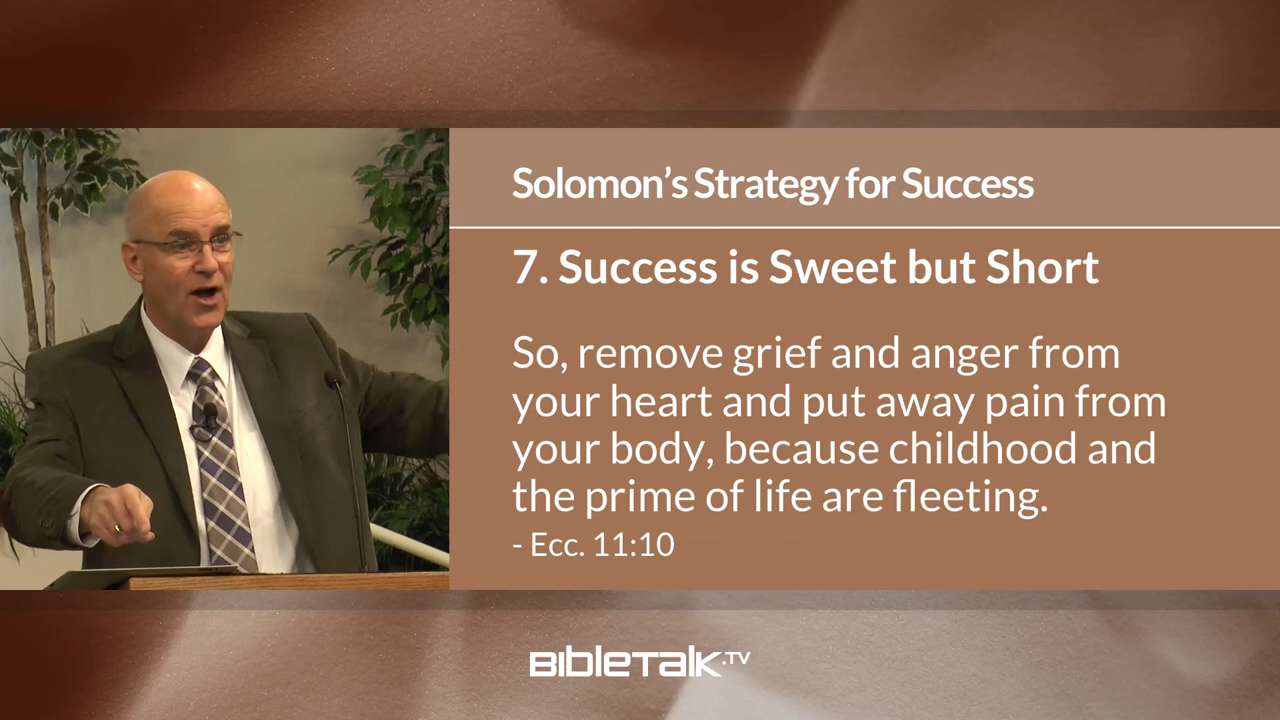 Solomon’s Strategy for Success
7. Success is Sweet but Short
So, remove grief and anger from
your heart and put away pain from
your body, because childhood and
the prime of life are fleeting.
- Ecc. 11:10
BIBLETALK.TV